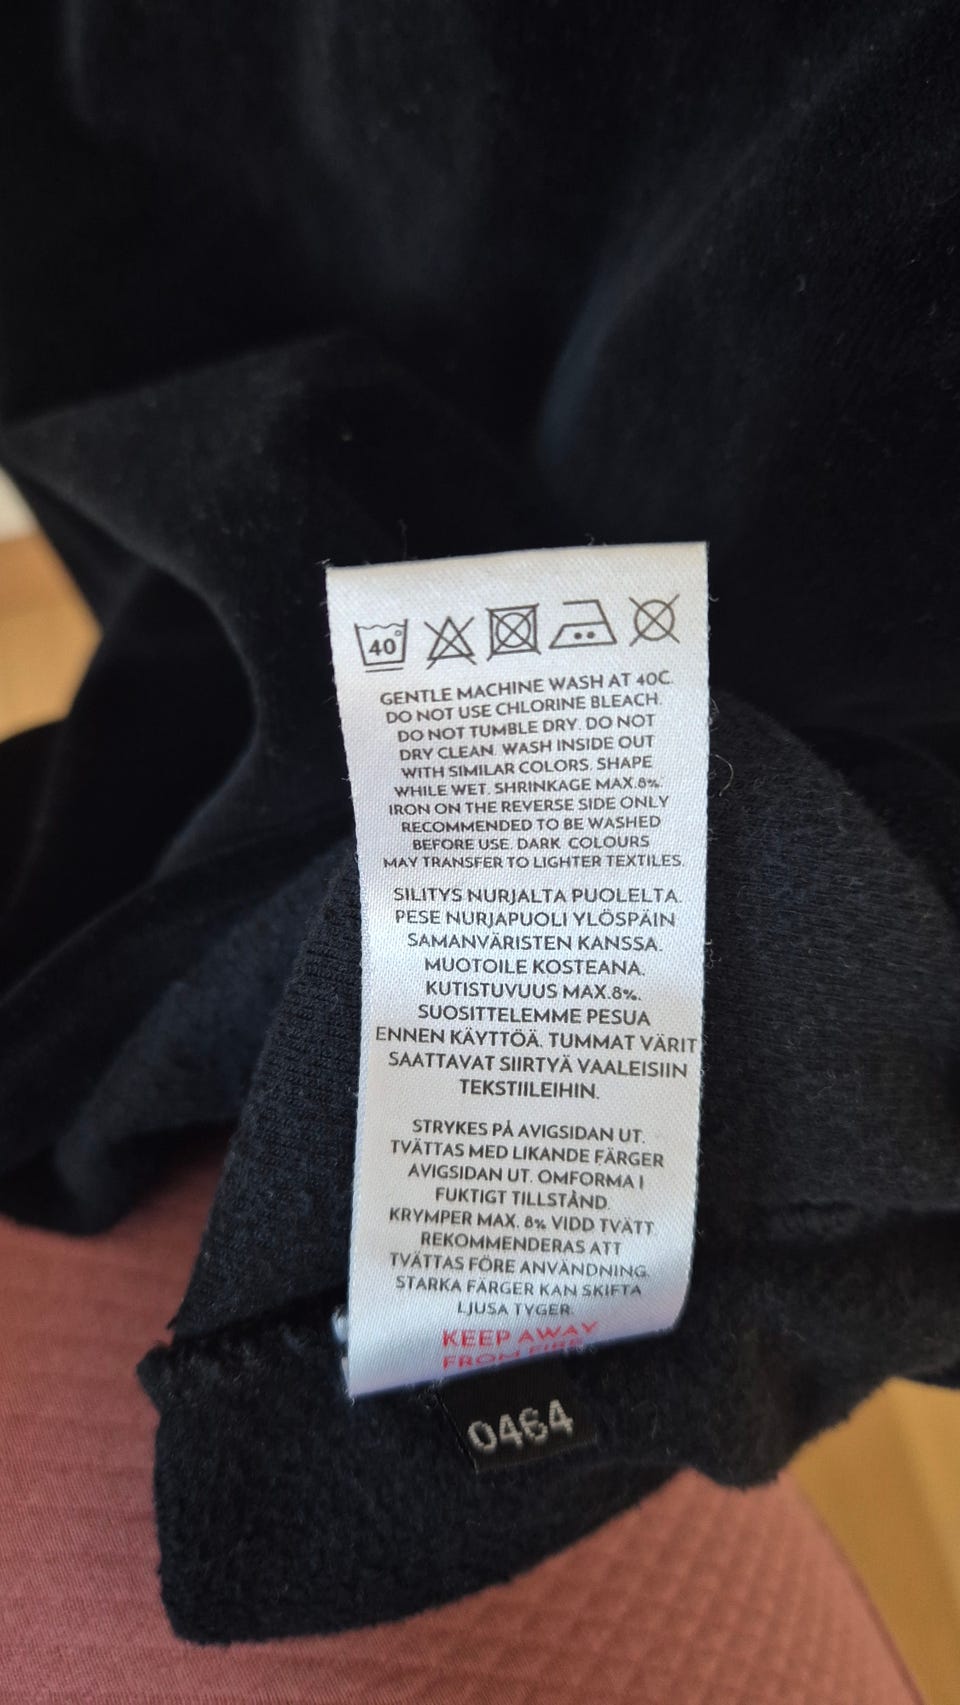 40°
GENTLE MACHINE WASH AT 40C.
DO NOT USE CHLORINE BLEACH.
DO NOT TUMBLE DRY. DO NOT
DRY CLEAN. WASH INSIDE OUT
WITH SIMILAR COLORS. SHAPE
WHILE WET. SHRINKAGE MAX.8%.
IRON ON THE REVERSE SIDE ONLY
RECOMMENDED TO BE WASHED
BEFORE USE. DARK COLOURS
MAY TRANSFER TO LIGHTER TEXTILES.
SILITYS NURJALTA PUOLELTA.
PESE NURJAPUOLI YLÖSPÄIN
SAMANVÄRISTEN KANSSA.
MUOTOILE KOSTEANA.
KUTISTUVUUS MAX.8%.
SUOSITTELEMME PESUA
ENNEN KÄYTTÖÄ. TUMMAT VÄRIT
SAATTAVAT SIIRTYÄ VAALEISIIN
TEKSTIILEIHIN.
STRYKES PÅ AVIGSIDAN UT.
TVÄTTAS MED LIKANDE FÄRGER
AVIGSIDAN UT. OMFORMA I
FUKTIGT TILLSTÅND.
KRYMPER MAX. 8% VIDD TVÄTT
REKOMMENDERAS ATT
TVÄTTAS FÖRE ANVÄNDNING.
STARKA FÄRGER KAN SKIFTA
LJUSA TYGER.
KEEP AWAY
FROM FIRE
0464